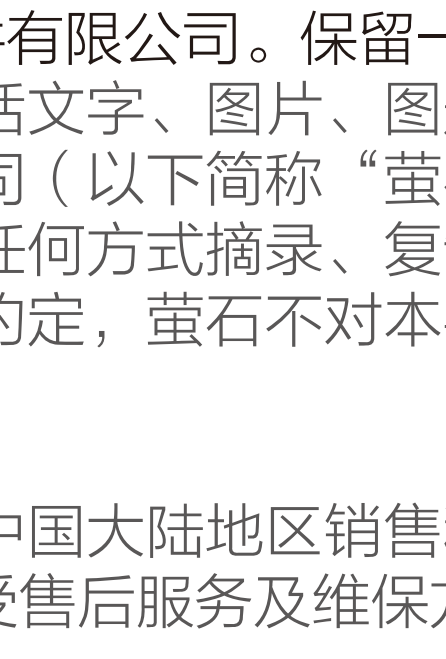 有限公司。保留一
括文字、图片、图
司（以下简称“萤
任何方式摘录、复
约定，萤石不对本
中国大陆地区销售
受售后服务及维保